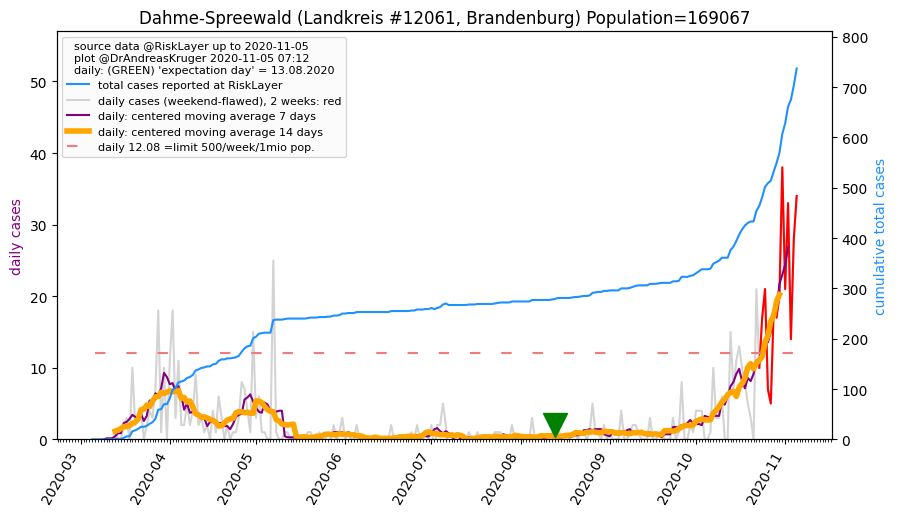 Dahme-Spreewald (Landkreis #12061, Brandenburg) Population=169067
source data @RiskLayer up to 2020-11-05
plot @DrAndreasKruger 2020-11-05 07:12
daily: (GREEN) 'expectation day' = 13.08.2020
total cases reported at RiskLayer
daily cases (weekend-flawed), 2 weeks: red
daily: centered moving average 7 days
daily: centered moving average 14 days
daily 12.08 =limit 500/week/1mio pop.
daily cases
0
10
20
30
40
50
cumulative total cases
0
100
200
300
400
500
600
700
800
2020-03
2020-04
2020-05
2020-06
2020-07
2020-08
2020-09
2020-10
2020-11